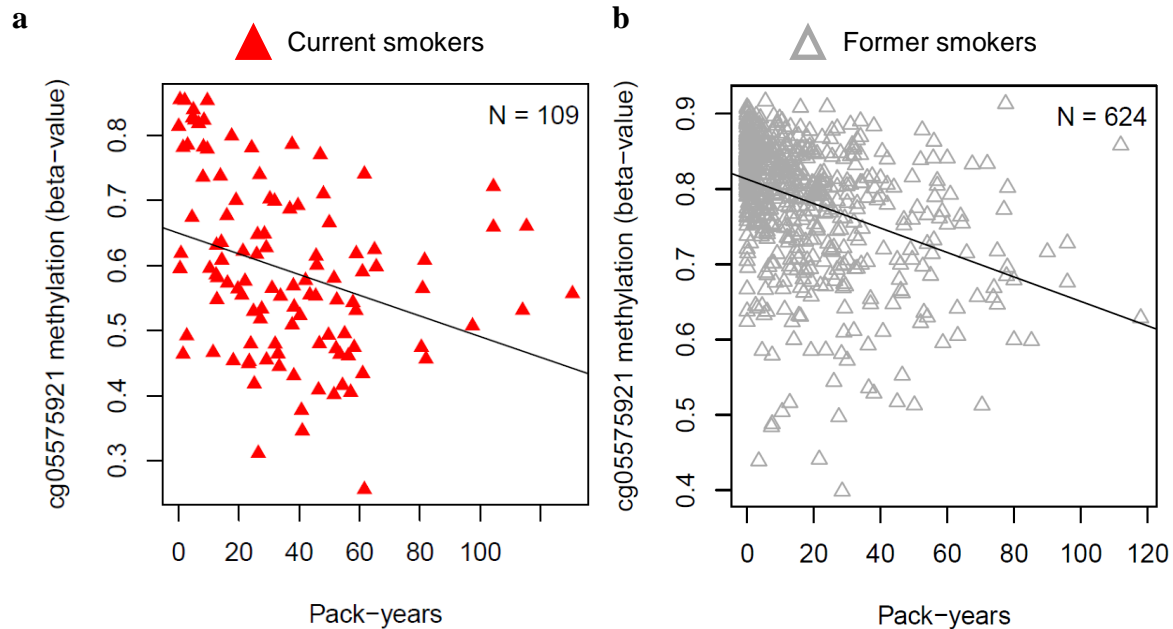 a
Current smokers
cg05575921 methylation (beta-value)
N = 109
0.8
0.7
0.6
0.5
0.4
0.3
0 20 40 60 80 100
Pack-years
b
Former smokers
cg05575921 methylation (beta-value)
N = 624
0.9
0.8
0.7
0.6
0.5
0.4
0 20 40 60 80 100 120
Pack-years